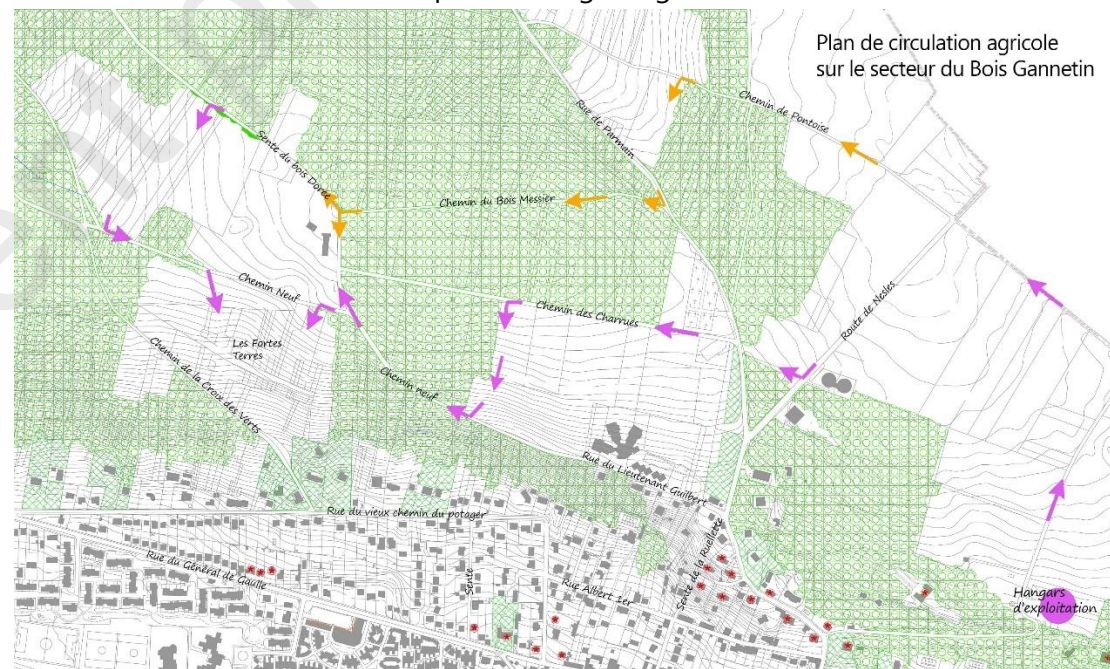 Plan de circulation agricole
sur le secteur du Bois Gannetin
Chemin de Pontoise
Rue de Parmain
Sente du bois Dorée
Chemin du Bois Messier
Route de Nesles
Chemin Neuf
Chemin des Charrues
Les Fortes
Terres
Chemin de la Croix des Verts
Chemin neuf
Rue du Lieutenant Guilbert
Rue du vieux chemin du potager
Sente de la Ruellette
Rue du Général de Gaulle
Sente
Rue Albert 1er
Hangars
d'exploitation